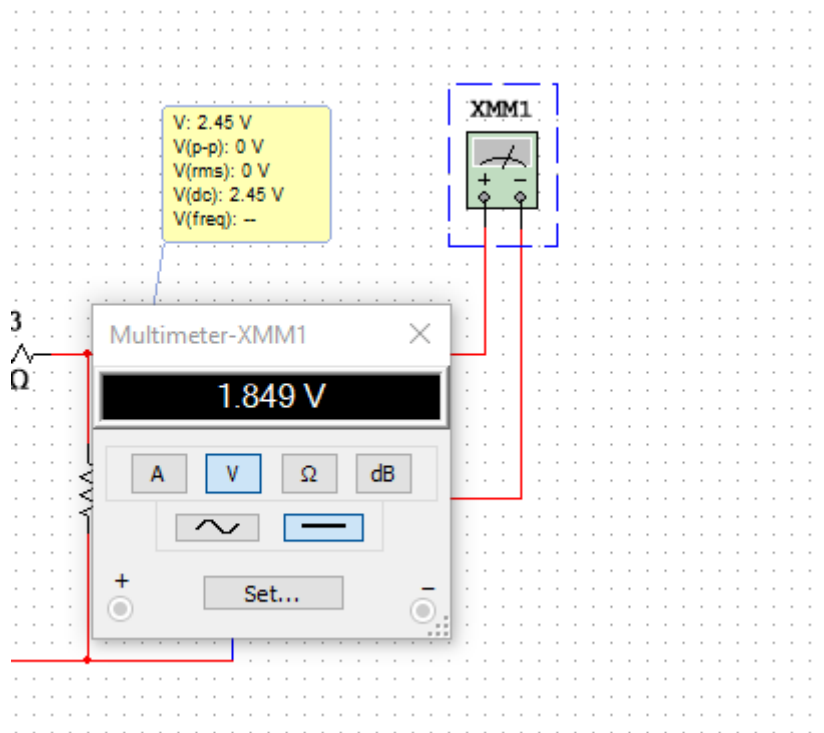 XMM1
V: 2.45 V
V(p-p): 0 V
V(rms): 0 V
V(dc): 2.45 V
V(freq): --
+ −
3
Ω
Multimeter-XMM1
1.849 V
A V Ω dB
+ Set... −